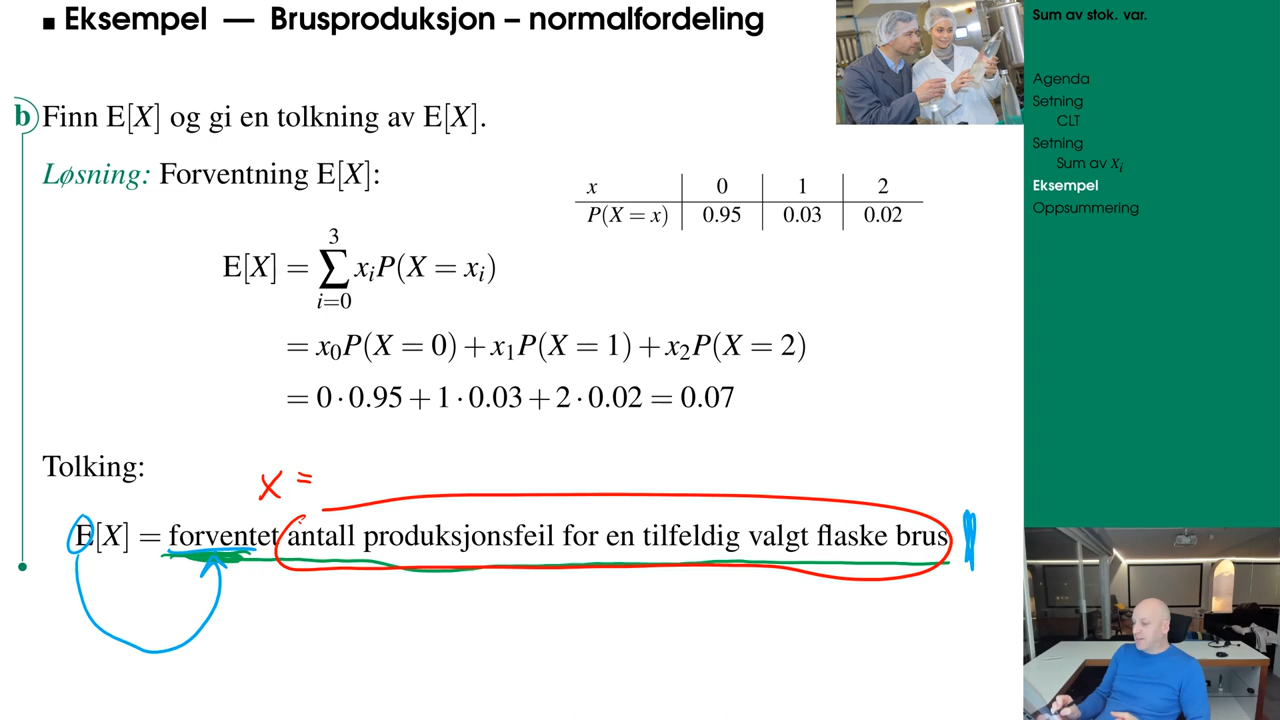 Eksempel — Brusproduksjon – normalfordeling
b Finn E[X] og gi en tolkning av E[X].
Løsning: Forventning E[X]:
x 0 1 2
P(X = x) 0.95 0.03 0.02
E[X] = ∑_{i=0}^{3} x_i P(X = x_i)
= x_0 P(X = 0) + x_1 P(X = 1) + x_2 P(X = 2)
= 0 · 0.95 + 1 · 0.03 + 2 · 0.02 = 0.07
Tolking:
X =
E[X] = forventet antall produksjonsfeil for en tilfeldig valgt flaske brus
Sum av stok. var.
Agenda
Setning
CLT
Setning
Sum av X_i
Eksempel
Oppsummering